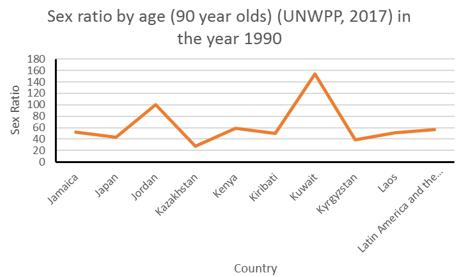 Sex ratio by age (90 year olds) (UNWPP, 2017) in
the year 1990
Sex Ratio
180
160
140
120
100
80
60
40
20
0
Jamaica
Japan
Jordan
Kazakhstan
Kenya
Kiribati
Kuwait
Kyrgyzstan
Laos
Latin America and the...
Country